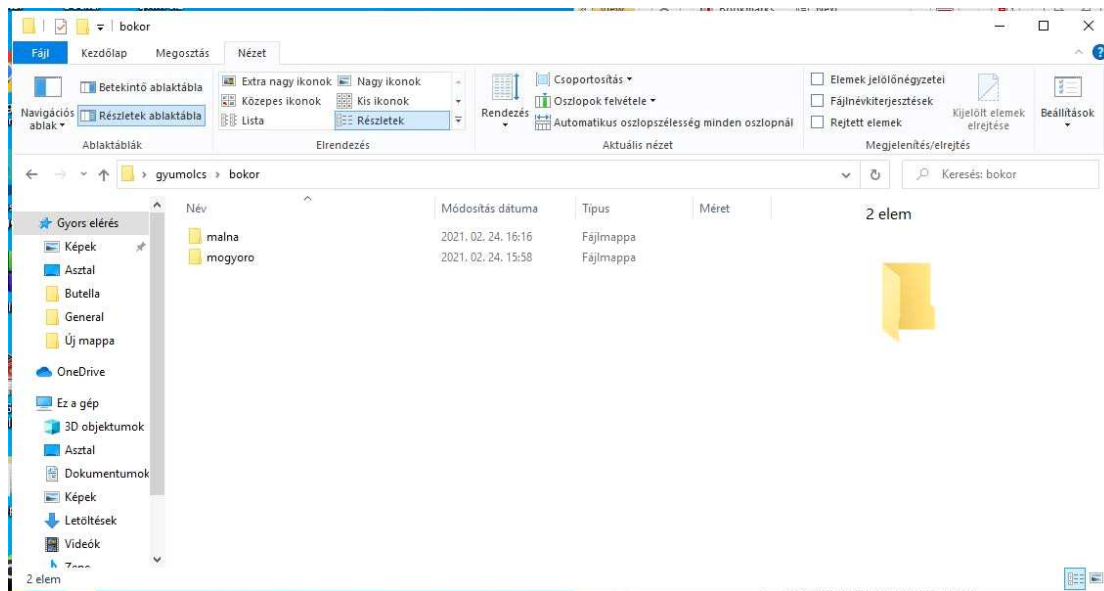 bokor
Fájl Kezdőlap Megosztás Nézet
Navigációs ablak
Betekintő ablaktábla
Részletek ablaktábla
Ablaktáblák
Extra nagy ikonok Nagy ikonok
Közepes ikonok Kis ikonok
Lista Részletek
Elrendezés
Rendezés
Csoportosítás
Oszlopok felvétele
Automatikus oszlopszélesség minden oszlopnál
Aktuális nézet
Elemek jelölőnégyzetei
Fájlnévkiterjesztések
Rejtett elemek
Kijelölt elemek elrejtése
Megjelenítés/elrejtés
Beállítások
gyumolcs > bokor
Keresés: bokor
Név Módosítás dátuma Típus Méret
malna 2021. 02. 24. 16:16 Fájlmappa
mogyoro 2021. 02. 24. 15:58 Fájlmappa
2 elem
Gyors elérés
Képek
Asztal
Butella
General
Új mappa
OneDrive
Ez a gép
3D objektumok
Asztal
Dokumentumok
Képek
Letöltések
Videók
2 elem